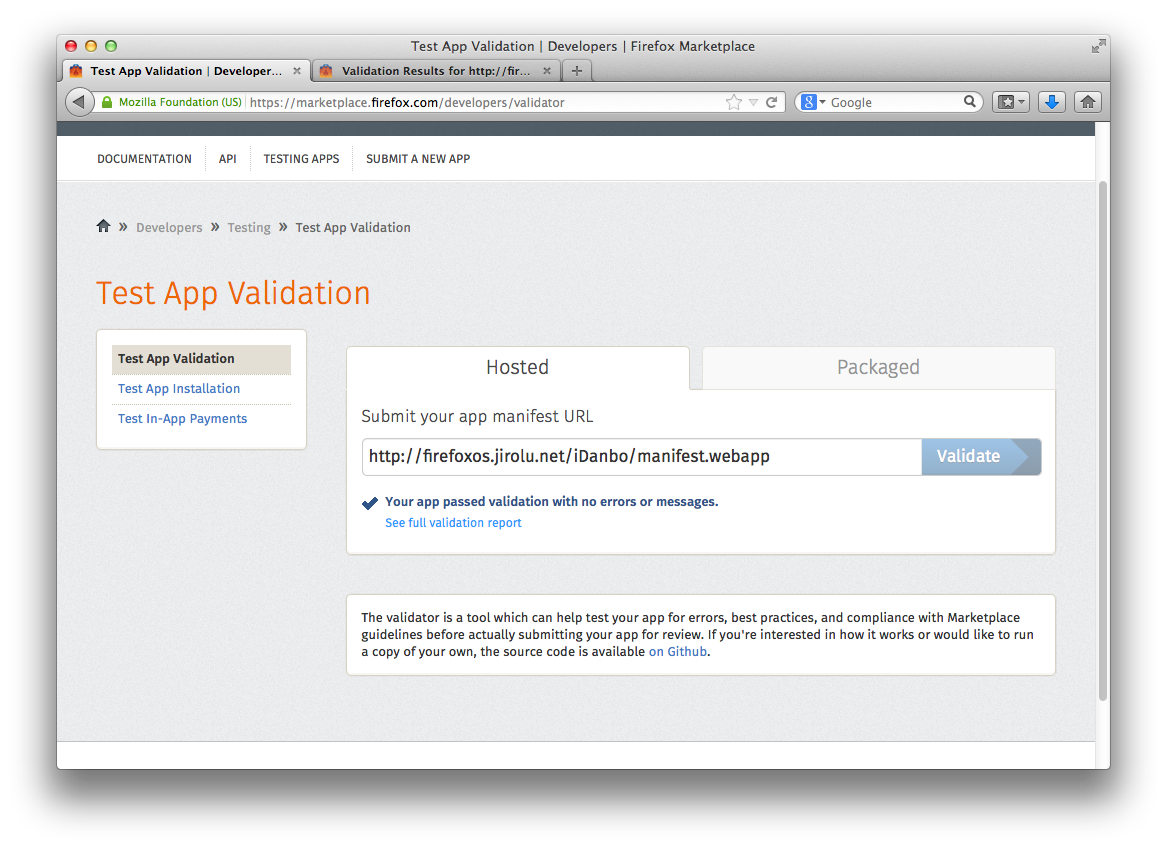 Test App Validation | Developers | Firefox Marketplace
Test App Validation | Developer...
Validation Results for http://fir...
Mozilla Foundation (US)
https://marketplace.firefox.com/developers/validator
Google
DOCUMENTATION
API
TESTING APPS
SUBMIT A NEW APP
» Developers » Testing » Test App Validation
Test App Validation
Test App Validation
Test App Installation
Test In-App Payments
Hosted
Packaged
Submit your app manifest URL
http://firefoxos.jirolu.net/iDanbo/manifest.webapp
Validate
Your app passed validation with no errors or messages.
See full validation report
The validator is a tool which can help test your app for errors, best practices, and compliance with Marketplace
guidelines before actually submitting your app for review. If you're interested in how it works or would like to run
a copy of your own, the source code is available on Github.